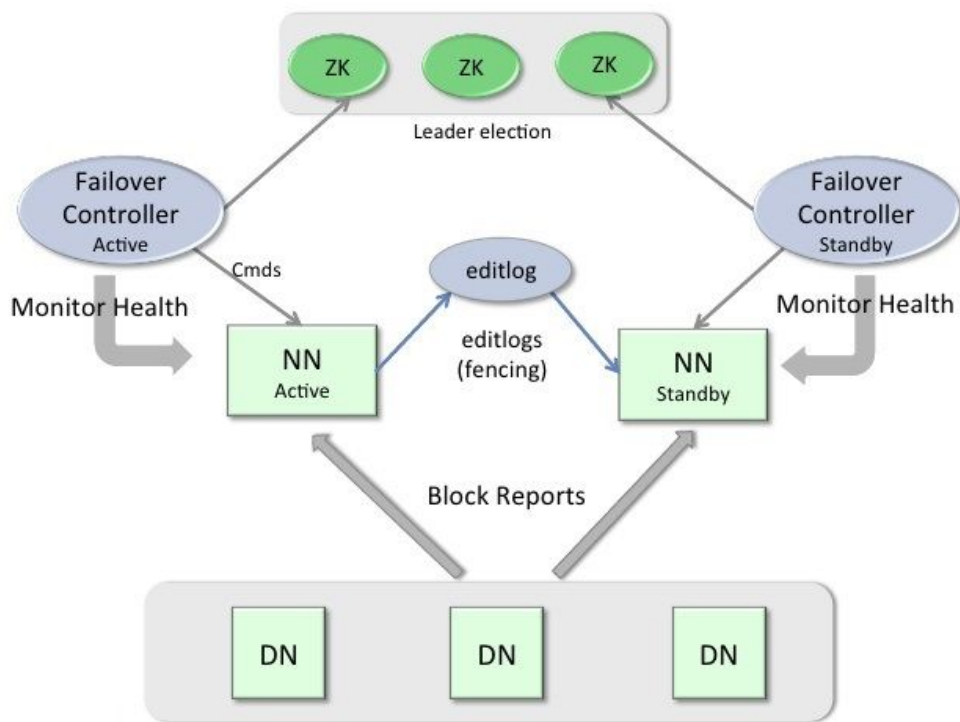 ZK
ZK
ZK
Leader election
Failover
Controller
Active
Failover
Controller
Standby
Cmds
editlog
Monitor Health
Monitor Health
editlogs
(fencing)
NN
Active
NN
Standby
Block Reports
DN
DN
DN